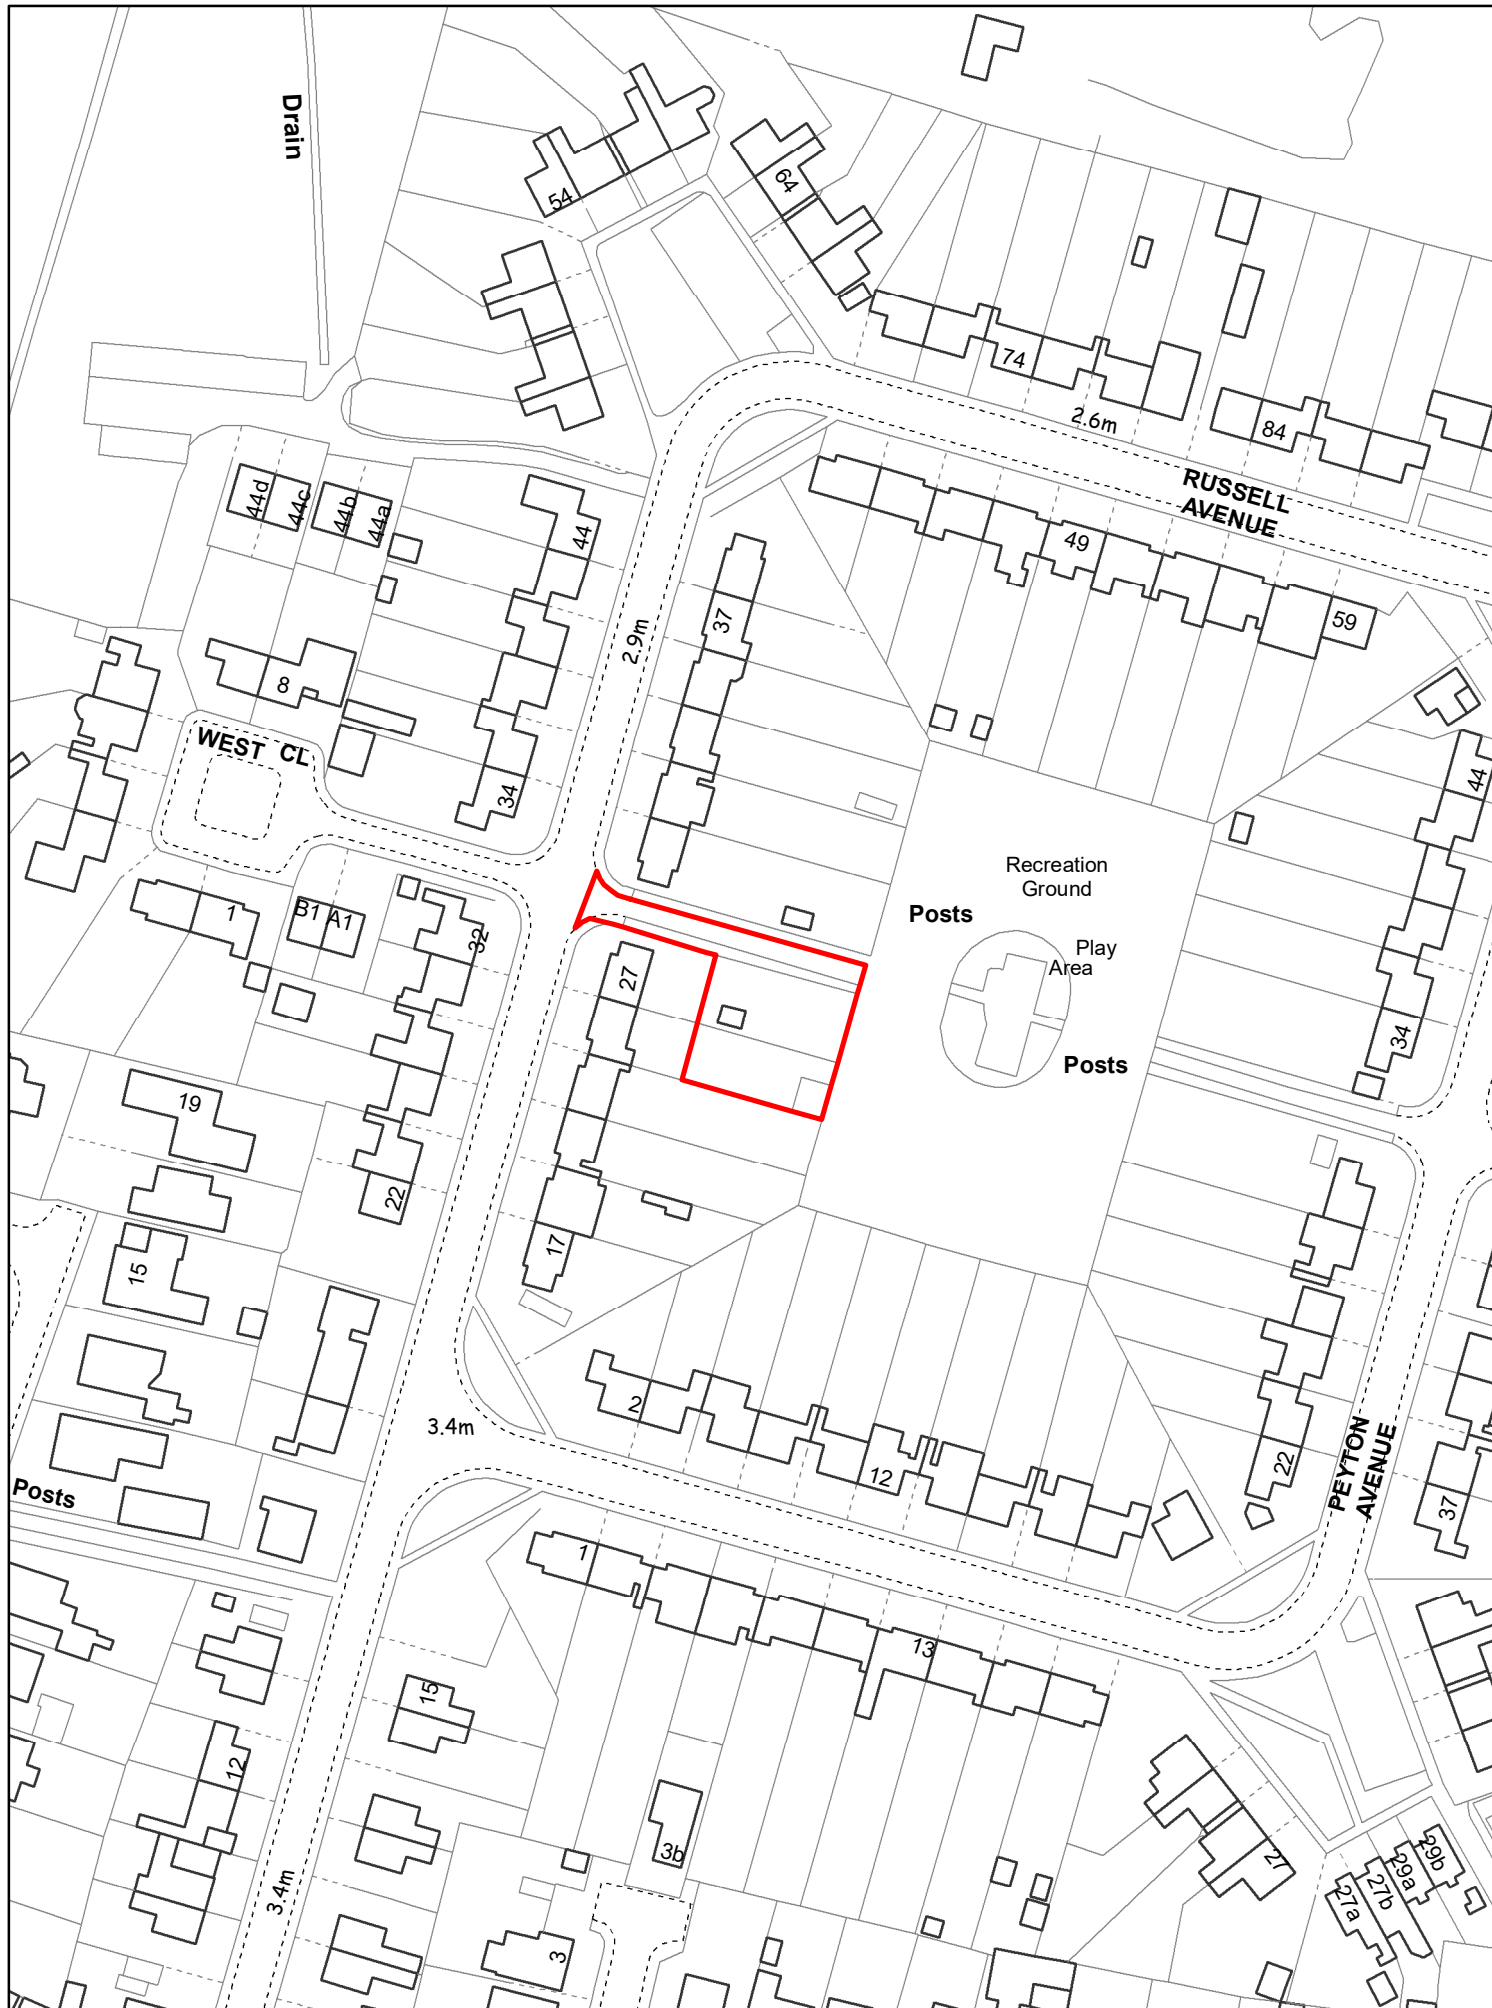 Drain
54
64
74
2.6m
84
RUSSELL
AVENUE
44d
44c
44b
44a
44
49
59
37
2.9m
8
WEST CL
34
44
Recreation
Ground
Posts
Play
Area
Posts
1
B1
A1
32
27
34
19
22
15
17
2
12
22
PEYTON
AVENUE
37
3.4m
Posts
1
13
15
12
3b
27
29b
29a
27b
27a
3.4m
3